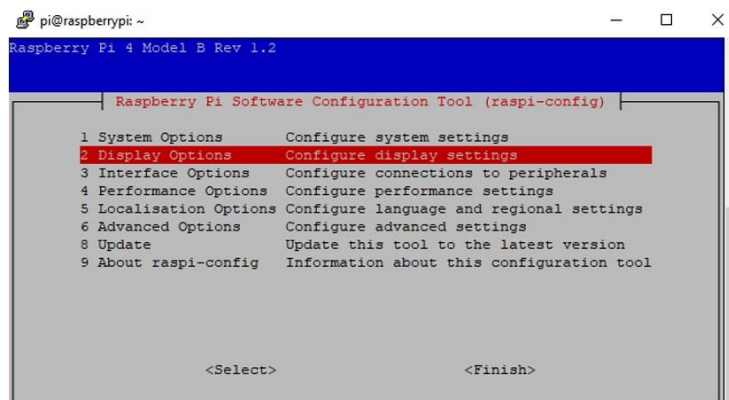 pi@raspberrypi: ~
Raspberry Pi 4 Model B Rev 1.2
Raspberry Pi Software Configuration Tool (raspi-config)
1 System Options Configure system settings
2 Display Options Configure display settings
3 Interface Options Configure connections to peripherals
4 Performance Options Configure performance settings
5 Localisation Options Configure language and regional settings
6 Advanced Options Configure advanced settings
8 Update Update this tool to the latest version
9 About raspi-config Information about this configuration tool
<Select> <Finish>